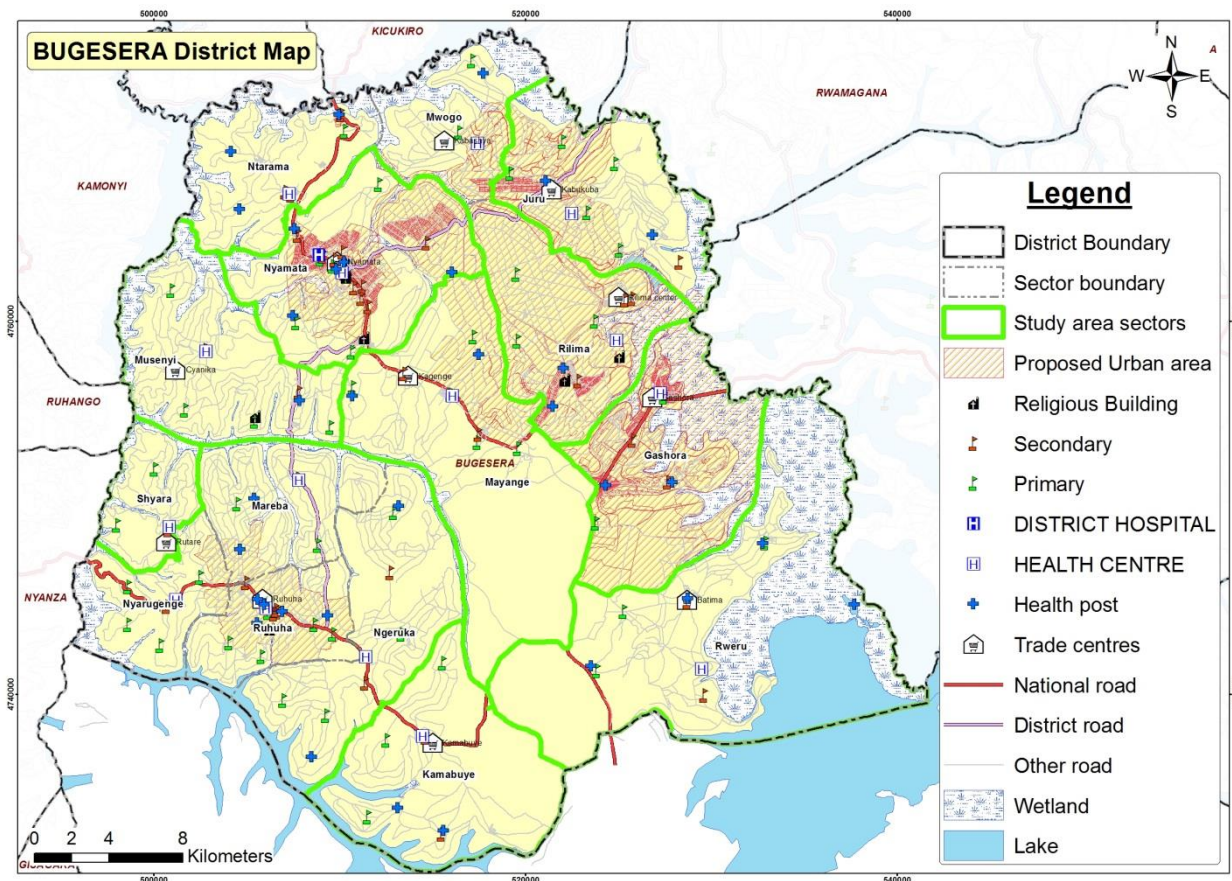 500000
520000
540000
BUGESERA District Map
KICUKIRO
N
W E
S
A
RWAMAGANA
Mwogo
Ntarama
KAMONYI
Kabukuba
Juru
Nyamata
Nyamata
Rilima center
4760000
Rilima
Musenyi
Cyanika
Kagenge
RUHANGO
Gashora
BUGESERA
Mayange
Shyara
Mareba
Rutare
NYANZA
Nyarugenge
Ruhuha
Ruhuha
Batima
Ngeruka
Rweru
4740000
Kamabuye
Kamabuye
0 2 4 8
Kilometers
500000
520000
540000
Legend
District Boundary
Sector boundary
Study area sectors
Proposed Urban area
Religious Building
Secondary
Primary
DISTRICT HOSPITAL
HEALTH CENTRE
Health post
Trade centres
National road
District road
Other road
Wetland
Lake